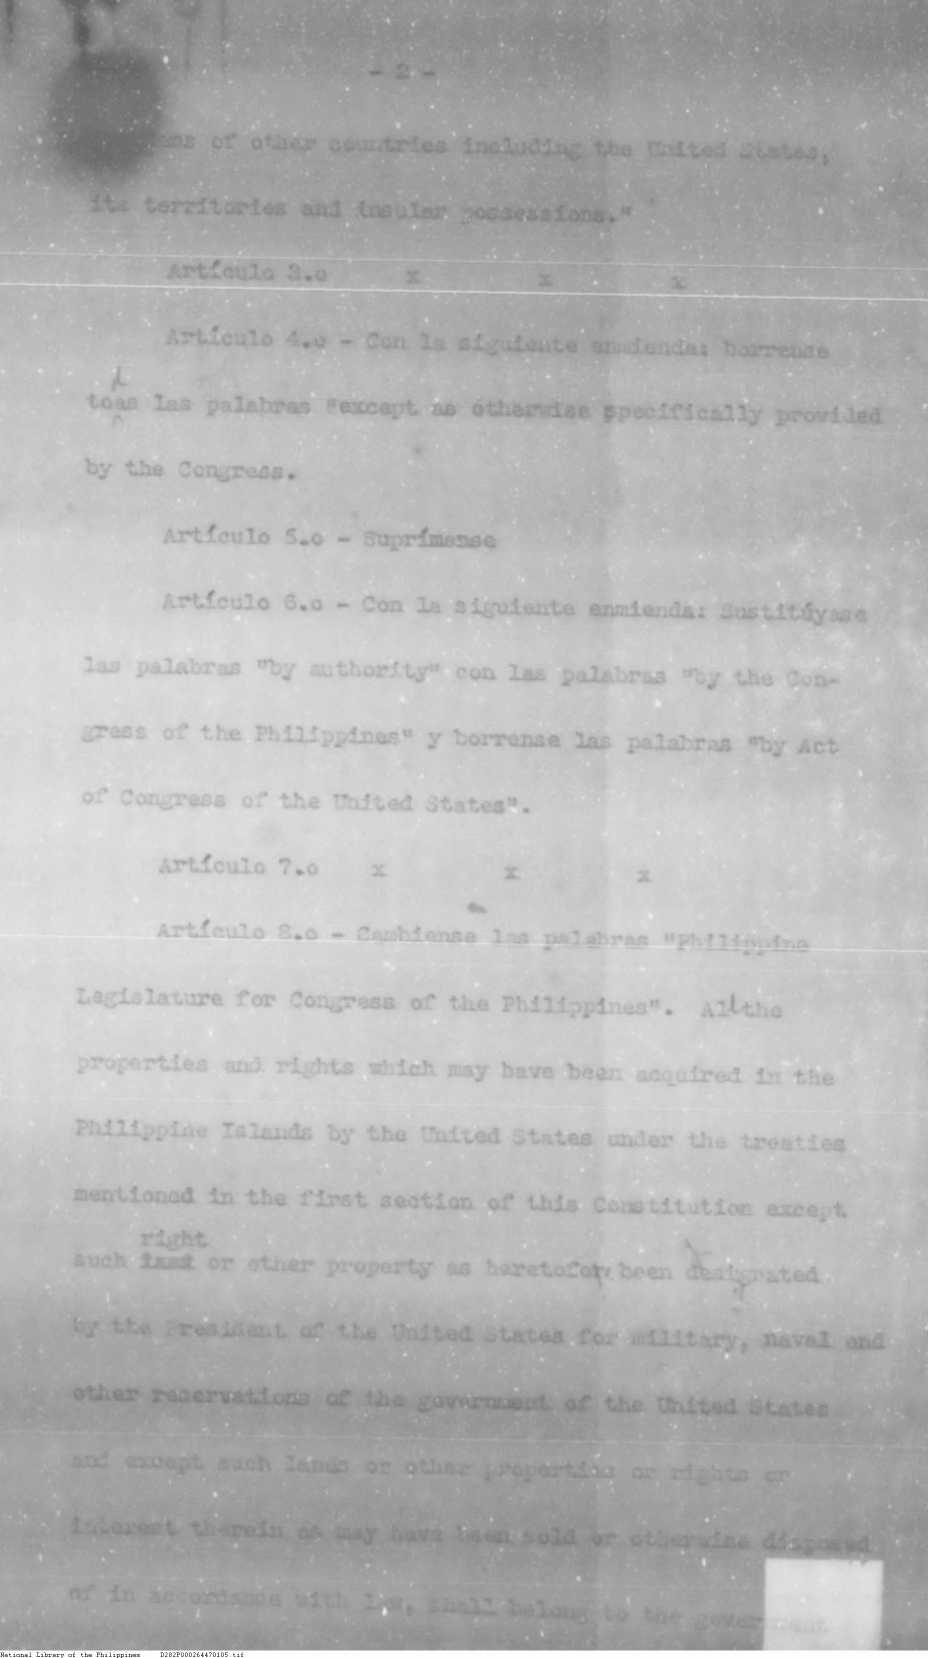 - 2 -
of other countries including the United States,
its territories and insular possessions."
Artículo 3.o x x x
Artículo 4.o - Con la siguiente enmienda: borrense
d
toas las palabras "except as otherwise specifically provided
by the Congress.
Artículo 5.o - Suprímense
Artículo 6.o - Con la siguiente enmienda: Sustitúyase
las palabras "by authority" con las palabras "by the Con-
gress of the Philippines" y borrense las palabras "by Act
of Congress of the United States".
Artículo 7.o x x x
Artículo 8.o - Cambiense las palabras "Philippine
Legislature for Congress of the Philippines". All the
properties and rights which may have been acquired in the
Philippine Islands by the United States under the treaties
mentioned in the first section of this Constitution except
right
such land or other property as heretofor been designated
by the President of the United States for military, naval and
other reservations of the government of the United States
and except such lands or other properties or rights or
interest therein as may have been sold or otherwise disposed
of in accordance with law, shall belong to the government
National Library of the Philippines D282P000264470105.tif